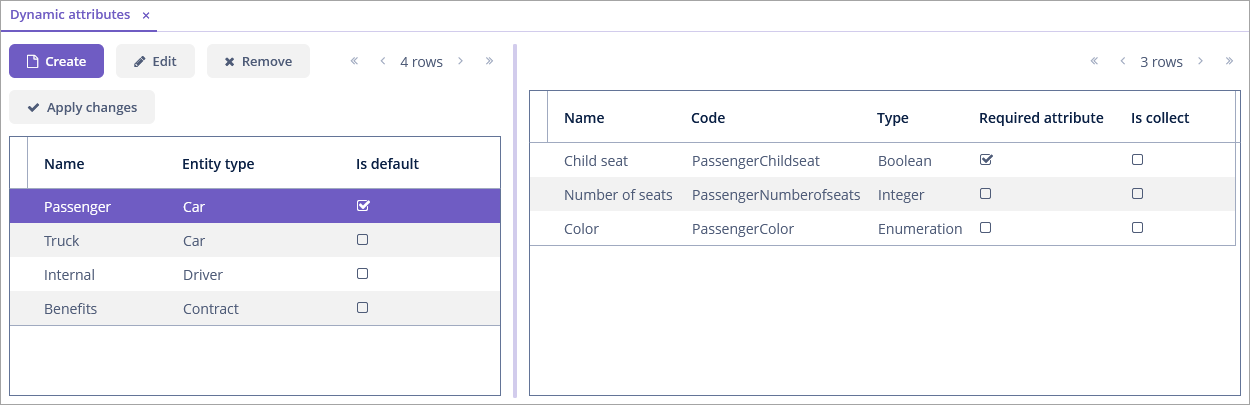 Dynamic attributes ×
Create Edit Remove « ‹ 4 rows › »
Apply changes
Name Entity type Is default
Passenger Car
Truck Car
Internal Driver
Benefits Contract
« ‹ 3 rows › »
Name Code Type Required attribute Is collect
Child seat PassengerChildseat Boolean
Number of seats PassengerNumberofseats Integer
Color PassengerColor Enumeration